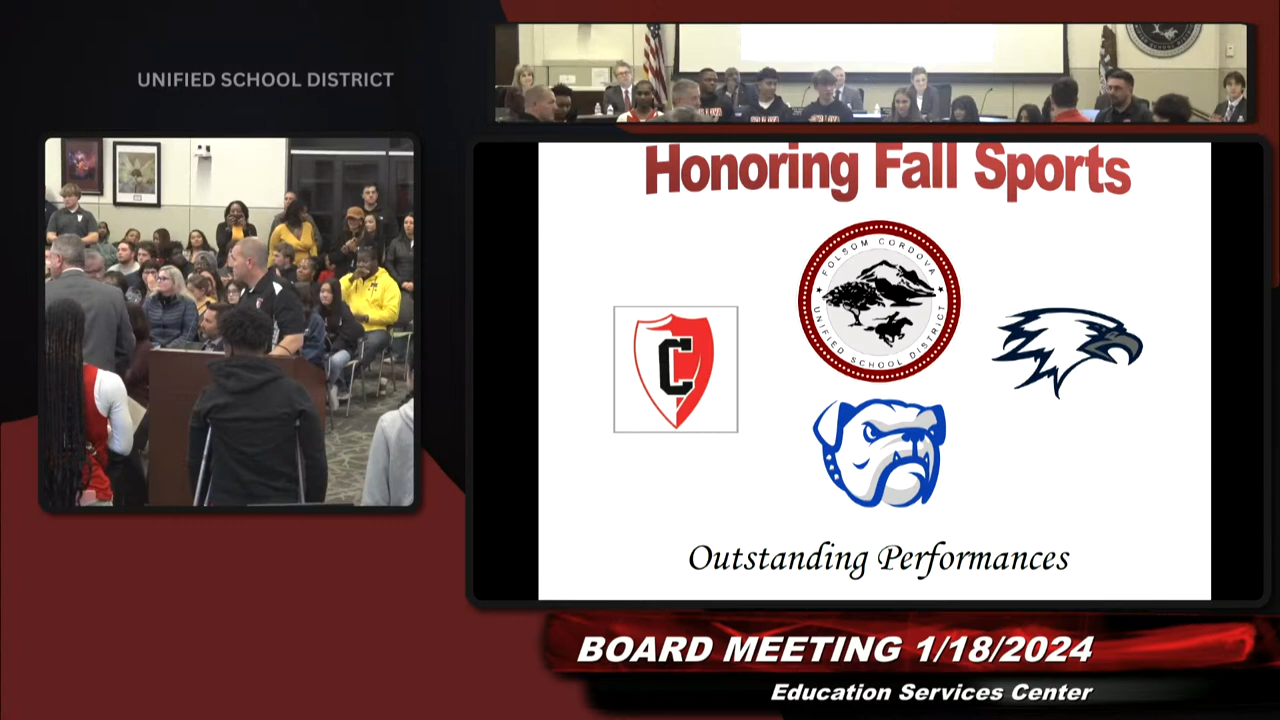 UNIFIED SCHOOL DISTRICT
Honoring Fall Sports
FOLSOM CORDOVA
UNIFIED SCHOOL DISTRICT
C
Outstanding Performances
BOARD MEETING 1/18/2024
Education Services Center